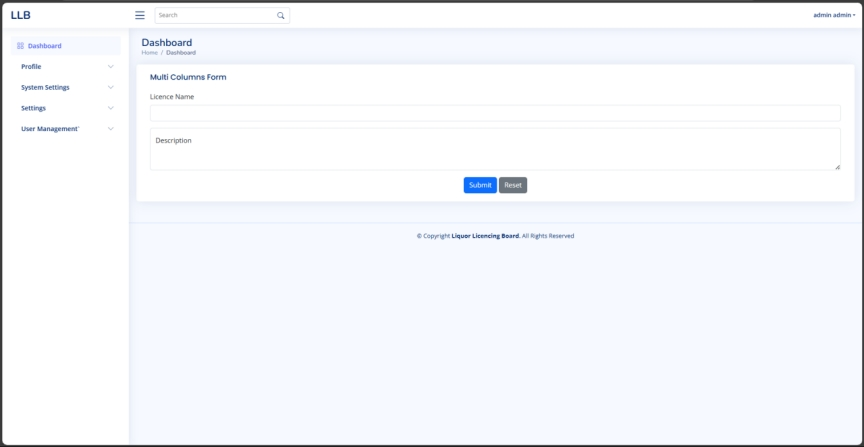 LLB
Search
admin admin
Dashboard
Profile
System Settings
Settings
User Management`
Dashboard
Home / Dashboard
Multi Columns Form
Licence Name
Description
Submit Reset
© Copyright Liquor Licencing Board. All Rights Reserved